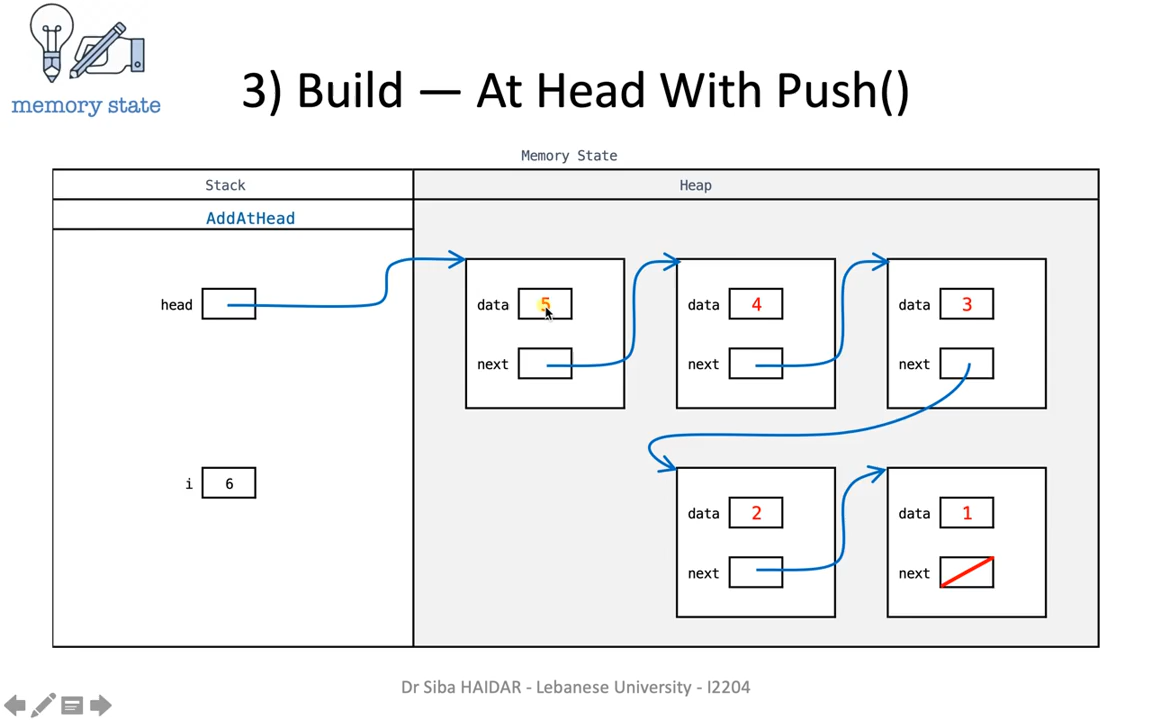 memory state
3) Build — At Head With Push()
Memory State
Stack
Heap
AddAtHead
head
data 5
next
data 4
next
data 3
next
i 6
data 2
next
data 1
next
Dr Siba HAIDAR - Lebanese University - I2204